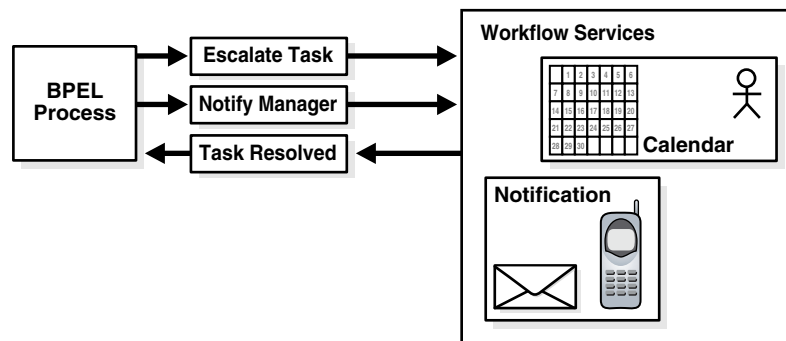 BPEL
Process
Escalate Task
Notify Manager
Task Resolved
Workflow Services
1 2 3 4 5 6
7 8 9 10 11 12 13
14 15 16 17 18 19 20
21 22 23 24 25 26 27
28 29 30
Calendar
Notification